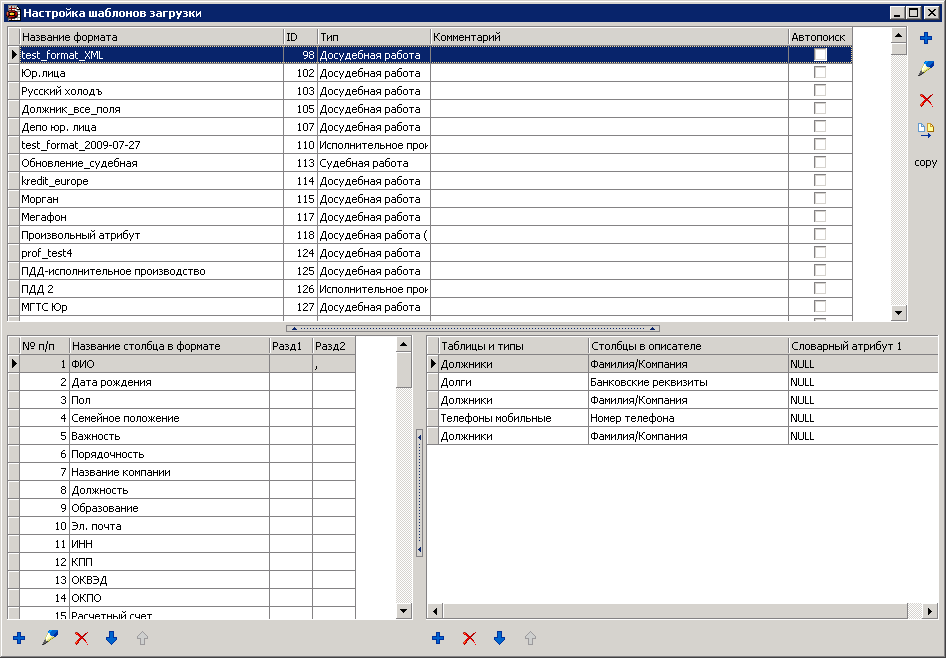 Настройка шаблонов загрузки
Название формата ID Тип Комментарий Автопоиск
test_format_XML 98 Досудебная работа
Юр.лица 102 Досудебная работа
Русский холодъ 103 Досудебная работа
Должник_все_поля 105 Досудебная работа
Депо юр. лица 107 Досудебная работа
test_format_2009-07-27 110 Исполнительное прои
Обновление_судебная 113 Судебная работа
kredit_europe 114 Досудебная работа
Морган 115 Досудебная работа
Мегафон 117 Досудебная работа
Произвольный атрибут 118 Досудебная работа (
prof_test4 124 Досудебная работа
ПДД-исполнительное производство 125 Досудебная работа
ПДД 2 126 Исполнительное прои
МГТС Юр 127 Досудебная работа
copy
№ п/п Название столбца в формате Разд1 Разд2
1 ФИО ,
2 Дата рождения
3 Пол
4 Семейное положение
5 Важность
6 Порядочность
7 Название компании
8 Должность
9 Образование
10 Эл. почта
11 ИНН
12 КПП
13 ОКВЭД
14 ОКПО
15 Расчетный счет
Таблицы и типы Столбцы в описателе Словарный атрибут 1
Должники Фамилия/Компания NULL
Долги Банковские реквизиты NULL
Должники Фамилия/Компания NULL
Телефоны мобильные Номер телефона NULL
Должники Фамилия/Компания NULL